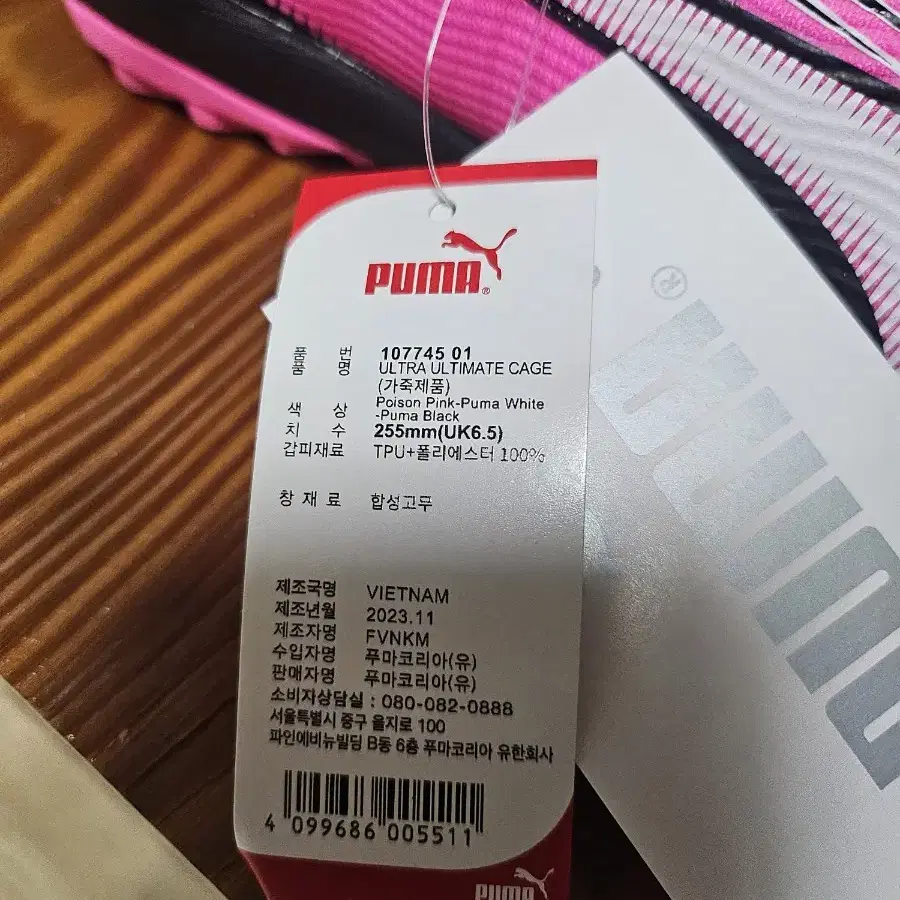 PUMA®
품 번 107745 01
품 명 ULTRA ULTIMATE CAGE
(가죽제품)
색 상 Poison Pink-Puma White
-Puma Black
치 수 255mm(UK6.5)
갑피재료 TPU+폴리에스터 100%
창 재 료 합성고무
제조국명 VIETNAM
제조년월 2023.11
제조자명 FVNKM
수입자명 푸마코리아(유)
판매자명 푸마코리아(유)
소비자상담실 : 080-082-0888
서울특별시 중구 을지로 100
파인에비뉴빌딩 B동 6층 푸마코리아 유한회사
4 099686 005511
PUMA
®